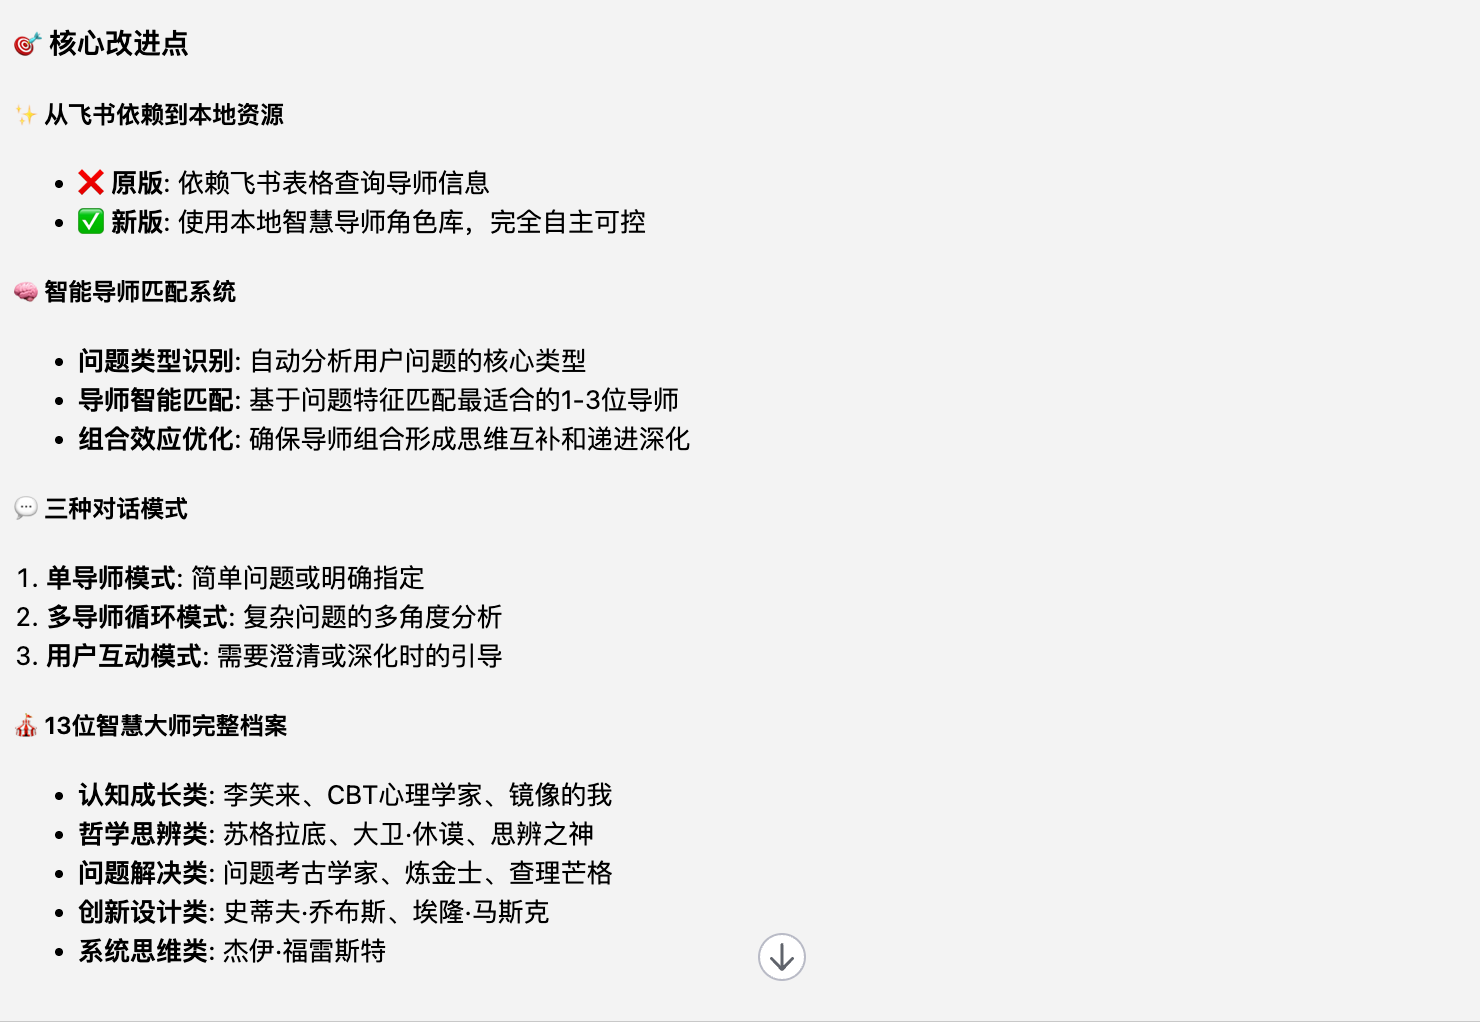 🎯 核心改进点
✨ 从飞书依赖到本地资源
• ❌ 原版: 依赖飞书表格查询导师信息
• ✅ 新版: 使用本地智慧导师角色库，完全自主可控
🧠 智能导师匹配系统
• 问题类型识别: 自动分析用户问题的核心类型
• 导师智能匹配: 基于问题特征匹配最适合的1-3位导师
• 组合效应优化: 确保导师组合形成思维互补和递进深化
💬 三种对话模式
1. 单导师模式: 简单问题或明确指定
2. 多导师循环模式: 复杂问题的多角度分析
3. 用户互动模式: 需要澄清或深化时的引导
🎪 13位智慧大师完整档案
• 认知成长类: 李笑来、CBT心理学家、镜像的我
• 哲学思辨类: 苏格拉底、大卫·休谟、思辨之神
• 问题解决类: 问题考古学家、炼金士、查理芒格
• 创新设计类: 史蒂夫·乔布斯、埃隆·马斯克
• 系统思维类: 杰伊·福雷斯特